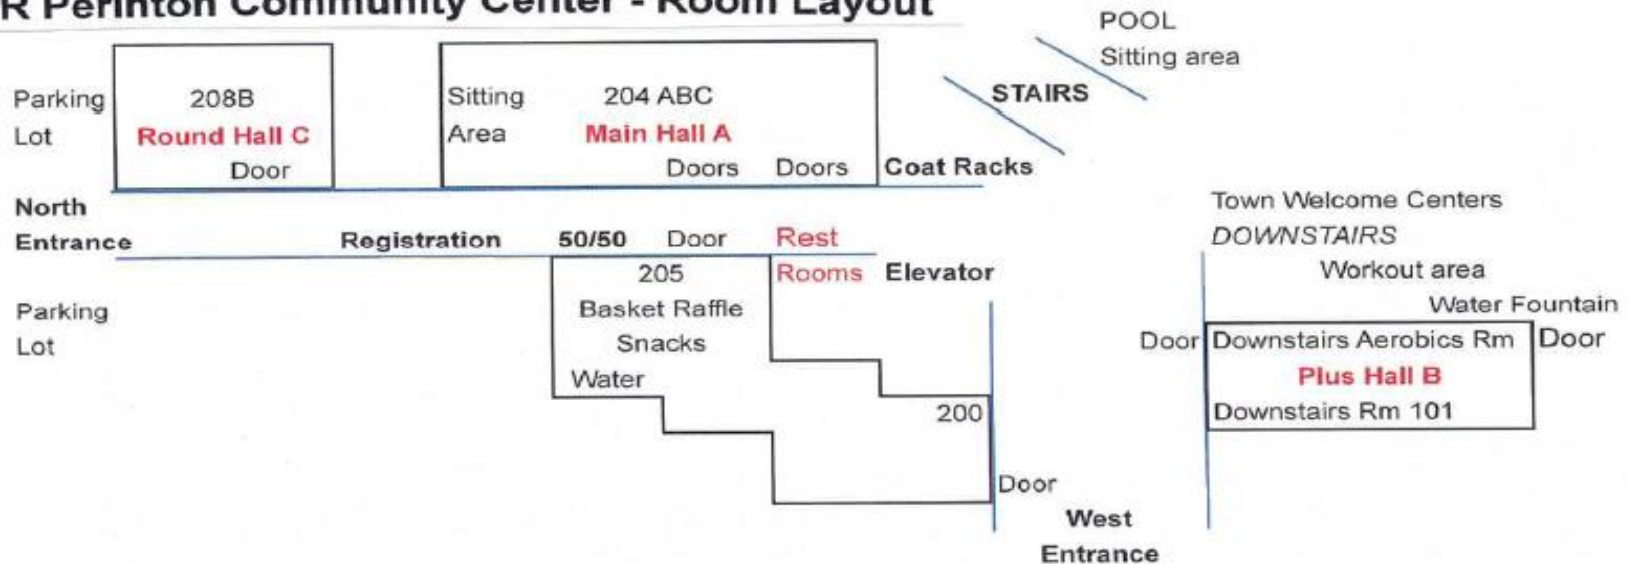 R Perinton Community Center - Room Layout
POOL
Sitting area
STAIRS
Parking
Lot
208B
Round Hall C
Door
Sitting
Area
204 ABC
Main Hall A
Doors Doors
Coat Racks
North
Entrance
Registration
50/50
Door
Rest
Rooms
Elevator
205
Basket Raffle
Snacks
Water
Parking
Lot
200
Door
West
Entrance
Town Welcome Centers
DOWNSTAIRS
Workout area
Water Fountain
Door
Downstairs Aerobics Rm
Door
Plus Hall B
Downstairs Rm 101